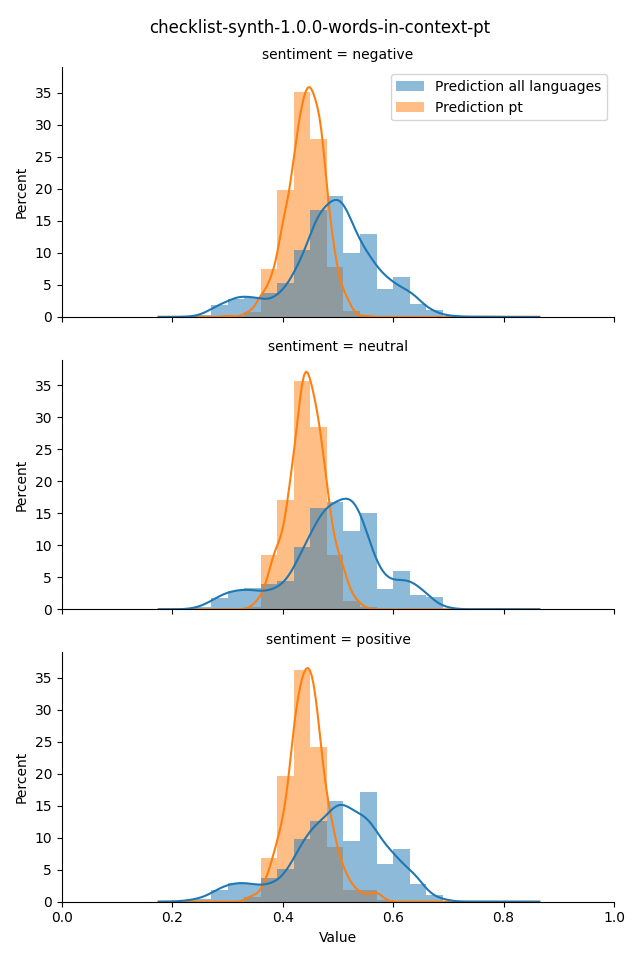 checklist-synth-1.0.0-words-in-context-pt
sentiment = negative
Prediction all languages
Prediction pt
35
30
25
20
15
10
5
0
Percent
sentiment = neutral
35
30
25
20
15
10
5
0
Percent
sentiment = positive
35
30
25
20
15
10
5
0
Percent
0.0 0.2 0.4 0.6 0.8 1.0
Value